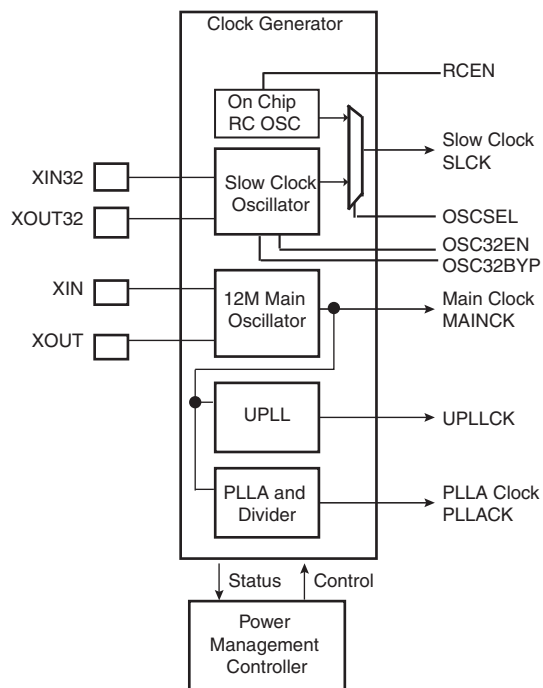 Clock Generator
RCEN
On Chip
RC OSC
Slow Clock
SLCK
XIN32
Slow Clock
Oscillator
XOUT32
OSCSEL
OSC32EN
OSC32BYP
XIN
12M Main
Oscillator
Main Clock
MAINCK
XOUT
UPLL
UPLLCK
PLLA and
Divider
PLLA Clock
PLLACK
Status
Control
Power
Management
Controller